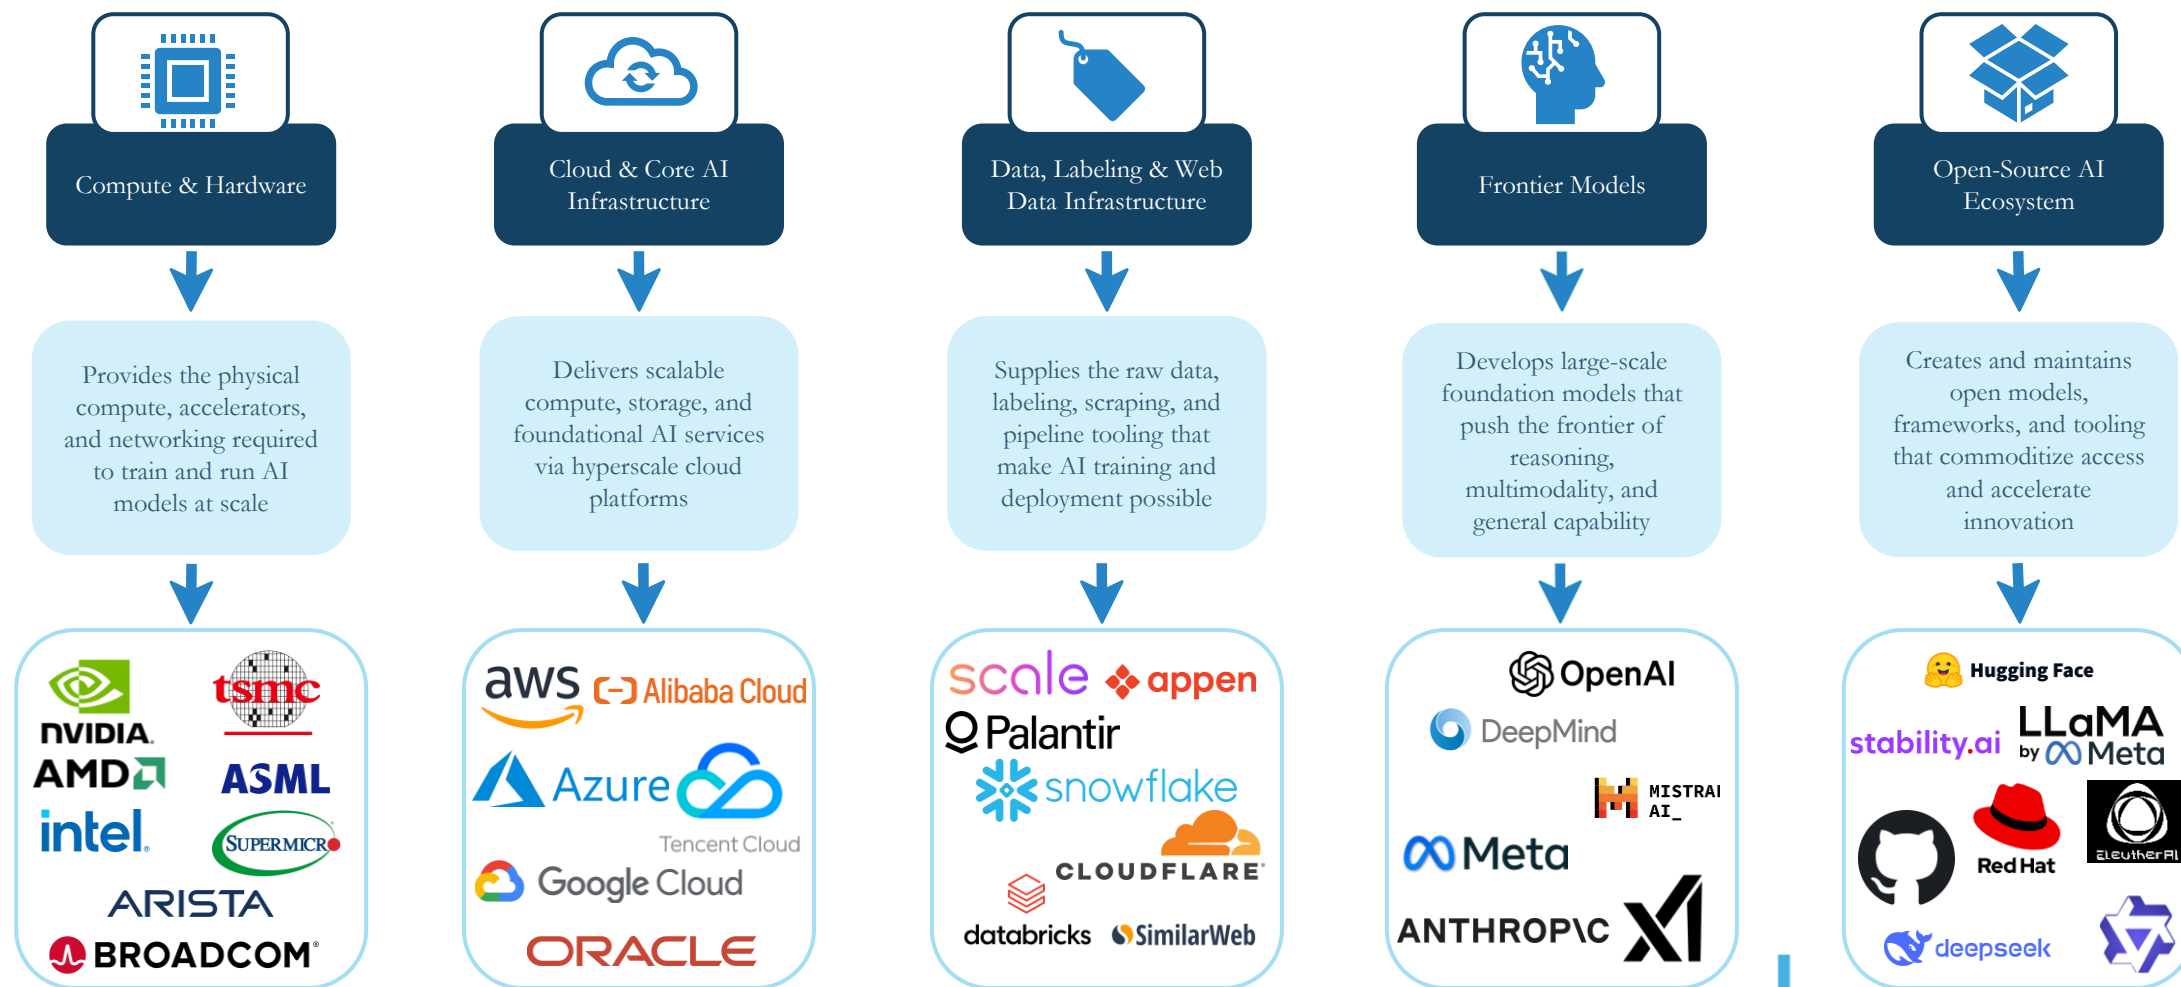 Compute & Hardware
Provides the physical
compute, accelerators,
and networking required
to train and run AI
models at scale
NVIDIA.
tsmc
AMD
ASML
intel.
SUPERMICRO
ARISTA
BROADCOM®
Cloud & Core AI
Infrastructure
Delivers scalable
compute, storage, and
foundational AI services
via hyperscale cloud
platforms
aws
Alibaba Cloud
Azure
Tencent Cloud
Google Cloud
ORACLE
Data, Labeling & Web
Data Infrastructure
Supplies the raw data,
labeling, scraping, and
pipeline tooling that
make AI training and
deployment possible
scale
appen
Palantir
snowflake
CLOUDFLARE®
databricks
SimilarWeb
Frontier Models
Develops large-scale
foundation models that
push the frontier of
reasoning,
multimodality, and
general capability
OpenAI
DeepMind
MISTRAL
AI_
Meta
ANTHROP\C
xAI
Open-Source AI
Ecosystem
Creates and maintains
open models,
frameworks, and tooling
that commoditize access
and accelerate
innovation
Hugging Face
stability.ai
LLaMA
by Meta
Red Hat
EleutherAI
deepseek